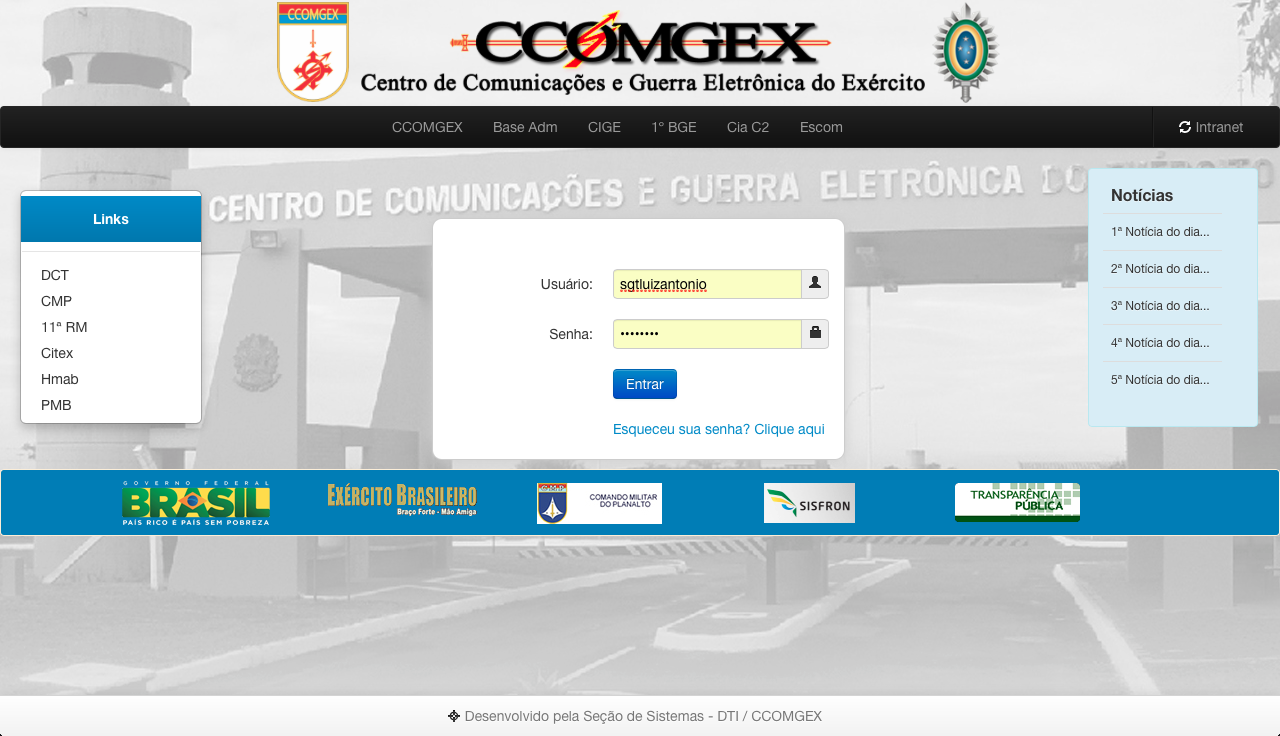 CCOMGEX
CCOMGEX
Centro de Comunicações e Guerra Eletrônica do Exército
CCOMGEX Base Adm CIGE 1º BGE Cia C2 Escom Intranet
CENTRO DE COMUNICAÇÕES E GUERRA ELETRÔNICA DO EXÉRCITO
Links
DCT
CMP
11ª RM
Citex
Hmab
PMB
Usuário: sgtluizantonio
Senha: ••••••••
Entrar
Esqueceu sua senha? Clique aqui
Notícias
1ª Notícia do dia...
2ª Notícia do dia...
3ª Notícia do dia...
4ª Notícia do dia...
5ª Notícia do dia...
GOVERNO FEDERAL
BRASIL
PAÍS RICO É PAÍS SEM POBREZA
EXÉRCITO BRASILEIRO
Braço Forte - Mão Amiga
COMANDO MILITAR
DO PLANALTO
SISFRON
TRANSPARÊNCIA
PÚBLICA
Desenvolvido pela Seção de Sistemas - DTI / CCOMGEX